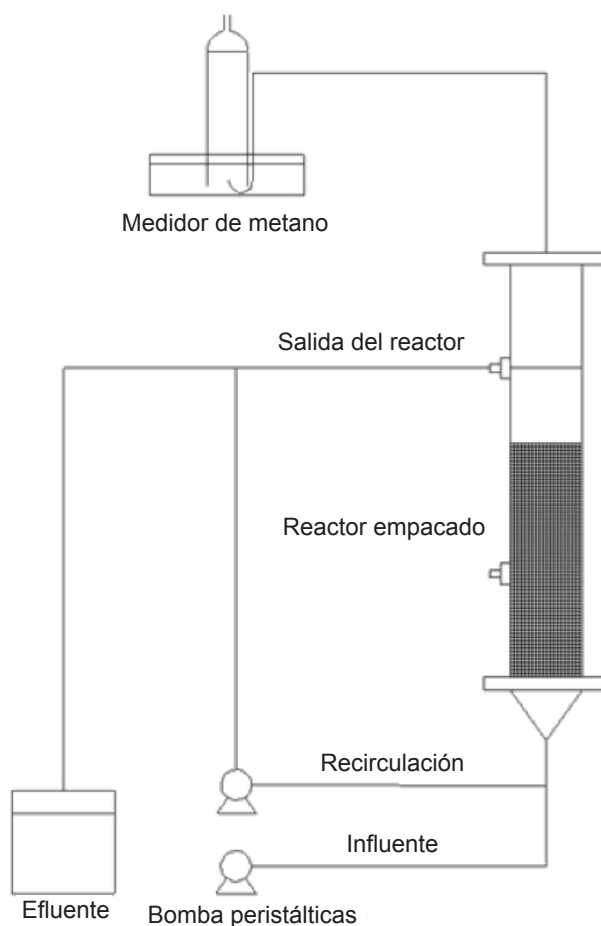 Medidor de metano
Salida del reactor
Reactor empacado
Recirculación
Influente
Efluente
Bomba peristálticas